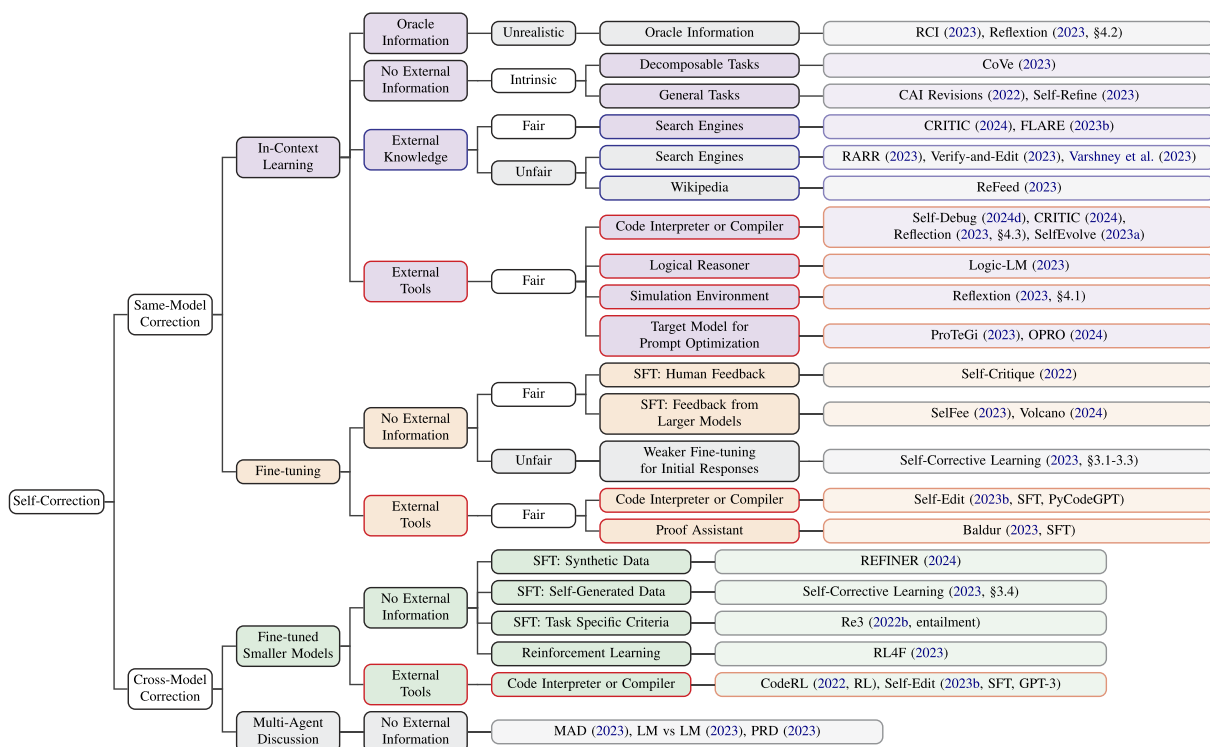 Oracle
Information
Unrealistic
Oracle Information
RCI (2023), Reflextion (2023, §4.2)
No External
Information
Intrinsic
Decomposable Tasks
CoVe (2023)
General Tasks
CAI Revisions (2022), Self-Refine (2023)
In-Context
Learning
External
Knowledge
Fair
Search Engines
CRITIC (2024), FLARE (2023b)
Unfair
Search Engines
RARR (2023), Verify-and-Edit (2023), Varshney et al. (2023)
Wikipedia
ReFeed (2023)
External
Tools
Fair
Code Interpreter or Compiler
Self-Debug (2024d), CRITIC (2024),
Reflection (2023, §4.3), SelfEvolve (2023a)
Logical Reasoner
Logic-LM (2023)
Simulation Environment
Reflextion (2023, §4.1)
Target Model for
Prompt Optimization
ProTeGi (2023), OPRO (2024)
Same-Model
Correction
Fine-tuning
No External
Information
Fair
SFT: Human Feedback
Self-Critique (2022)
SFT: Feedback from
Larger Models
SelFee (2023), Volcano (2024)
Unfair
Weaker Fine-tuning
for Initial Responses
Self-Corrective Learning (2023, §3.1-3.3)
External
Tools
Fair
Code Interpreter or Compiler
Self-Edit (2023b, SFT, PyCodeGPT)
Proof Assistant
Baldur (2023, SFT)
Self-Correction
Cross-Model
Correction
Fine-tuned
Smaller Models
No External
Information
SFT: Synthetic Data
REFINER (2024)
SFT: Self-Generated Data
Self-Corrective Learning (2023, §3.4)
SFT: Task Specific Criteria
Re3 (2022b, entailment)
Reinforcement Learning
RL4F (2023)
External
Tools
Code Interpreter or Compiler
CodeRL (2022, RL), Self-Edit (2023b, SFT, GPT-3)
Multi-Agent
Discussion
No External
Information
MAD (2023), LM vs LM (2023), PRD (2023)